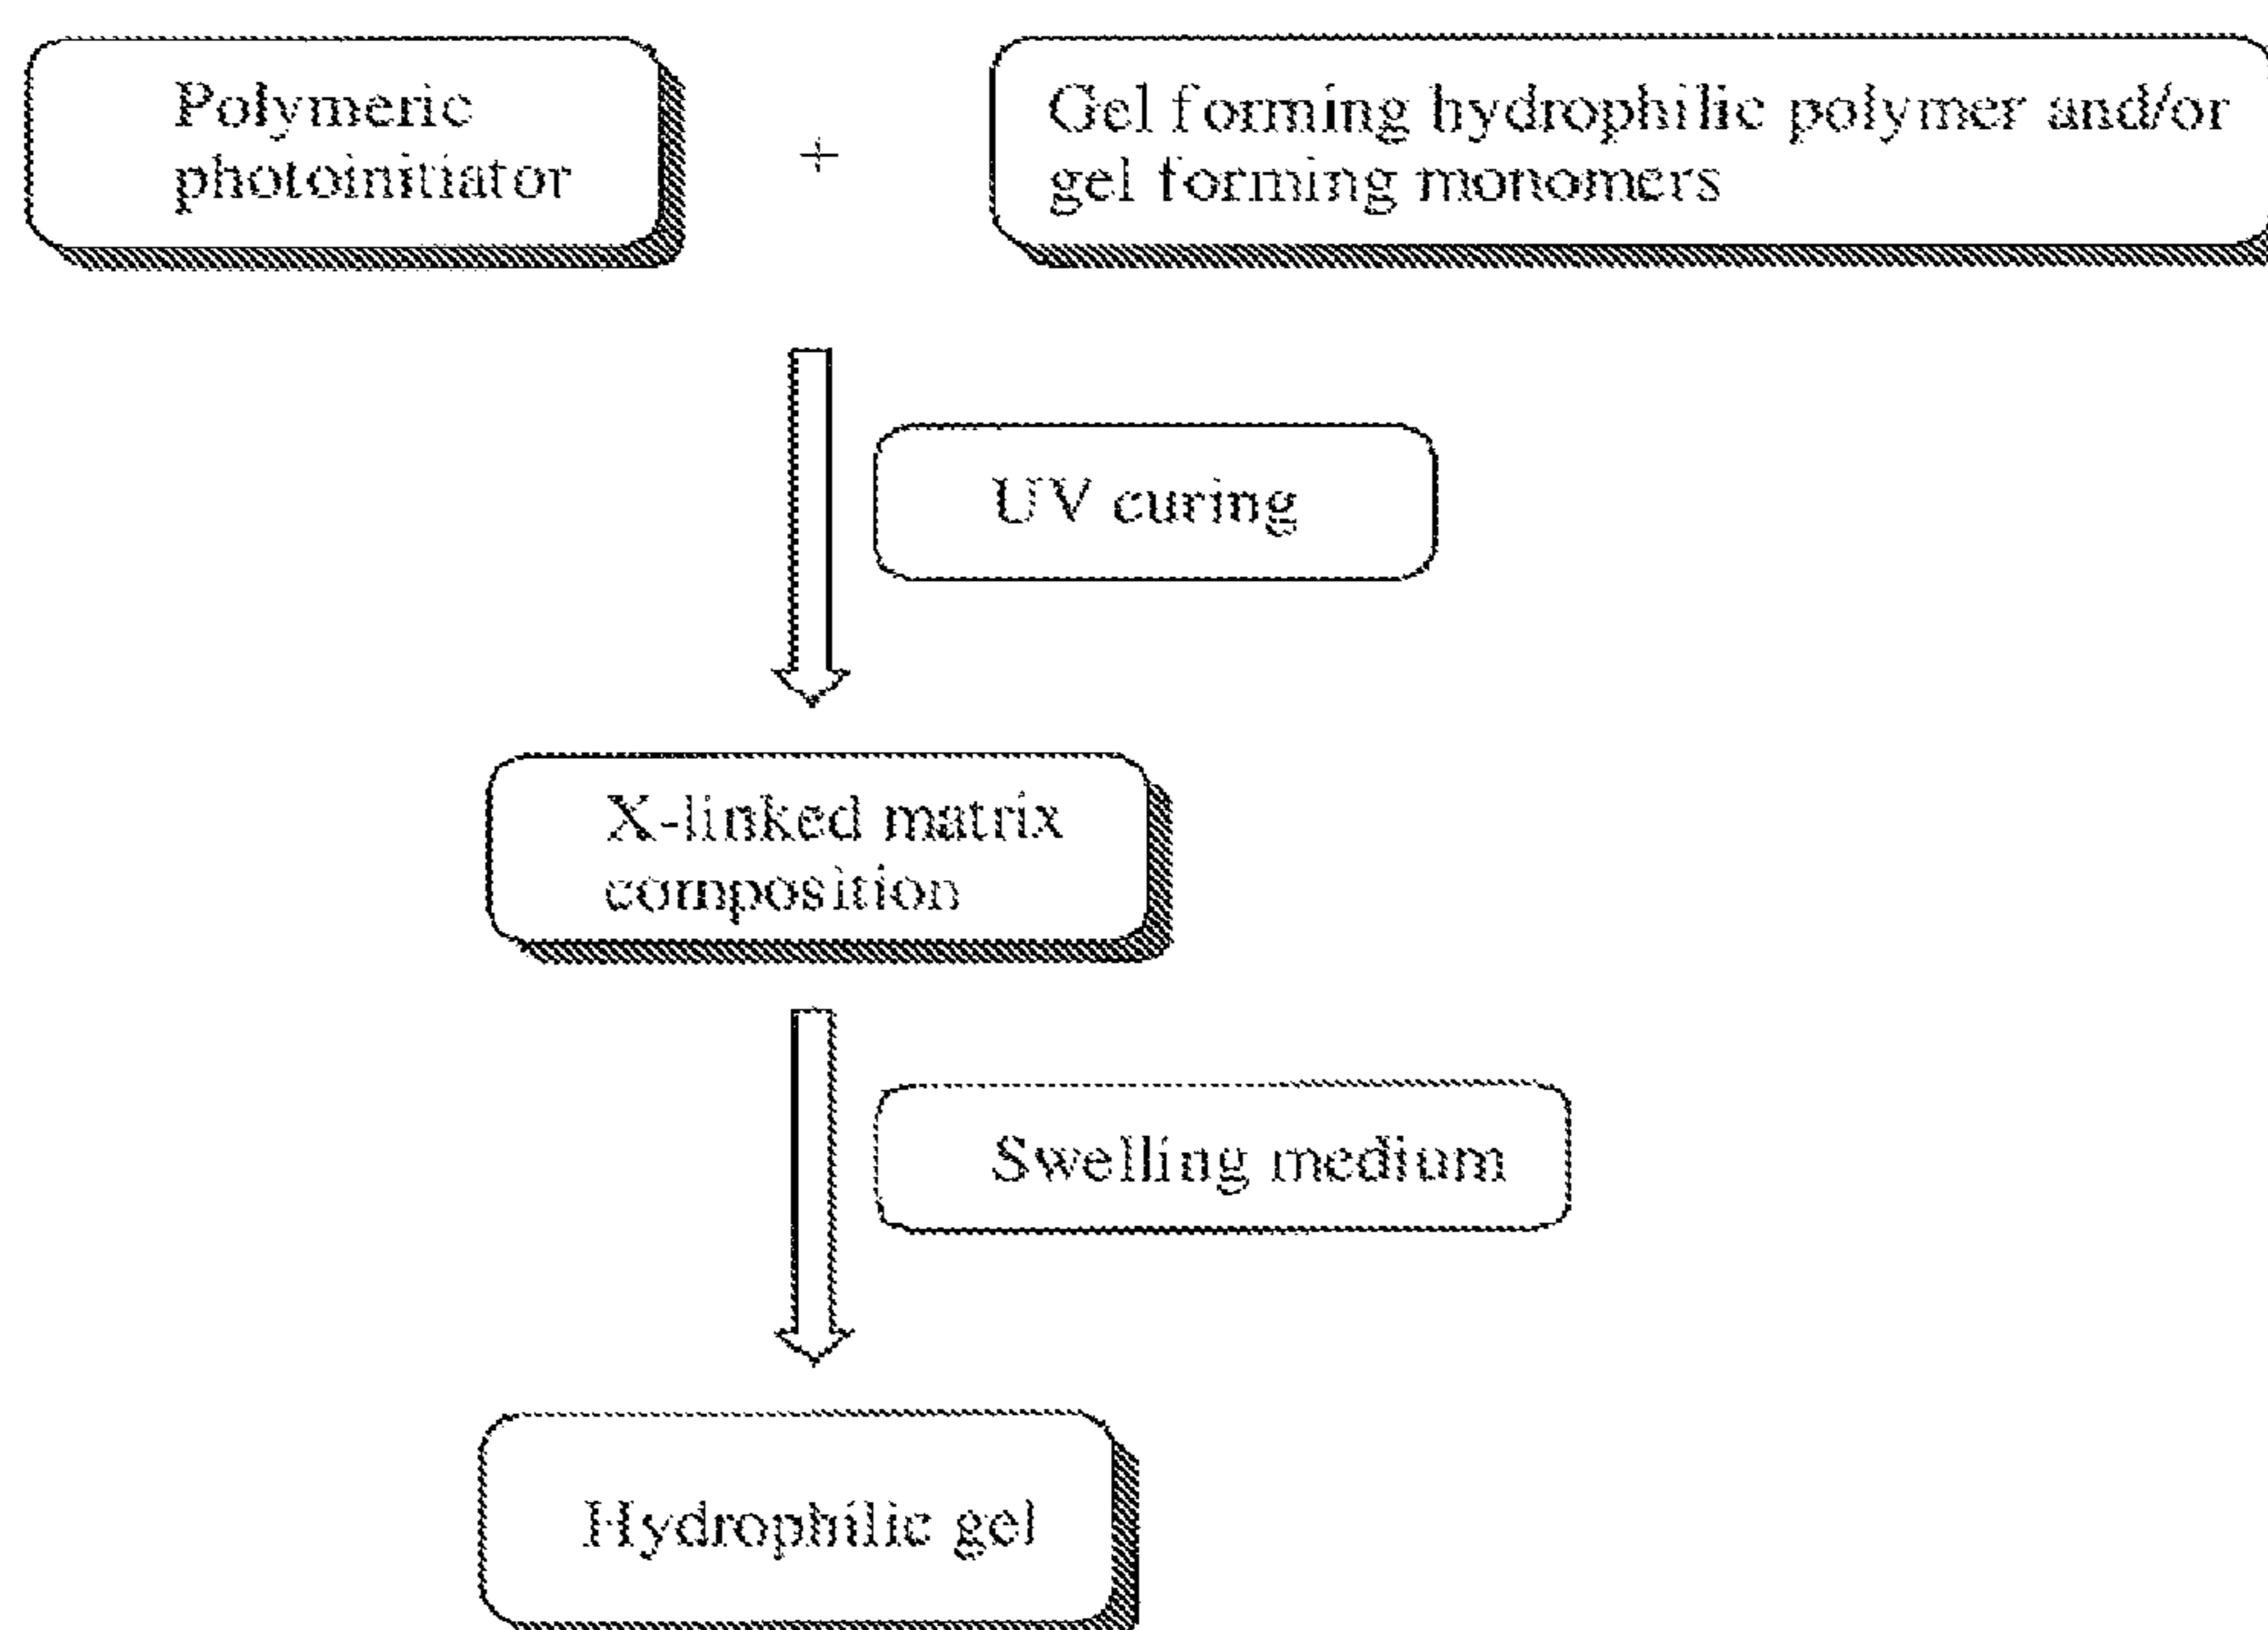 Polymeric
photoinitiator
+
Gel forming hydrophilic polymer and/or
gel forming monomers
UV curing
X-linked matrix
composition
Swelling medium
Hydrophilic gel